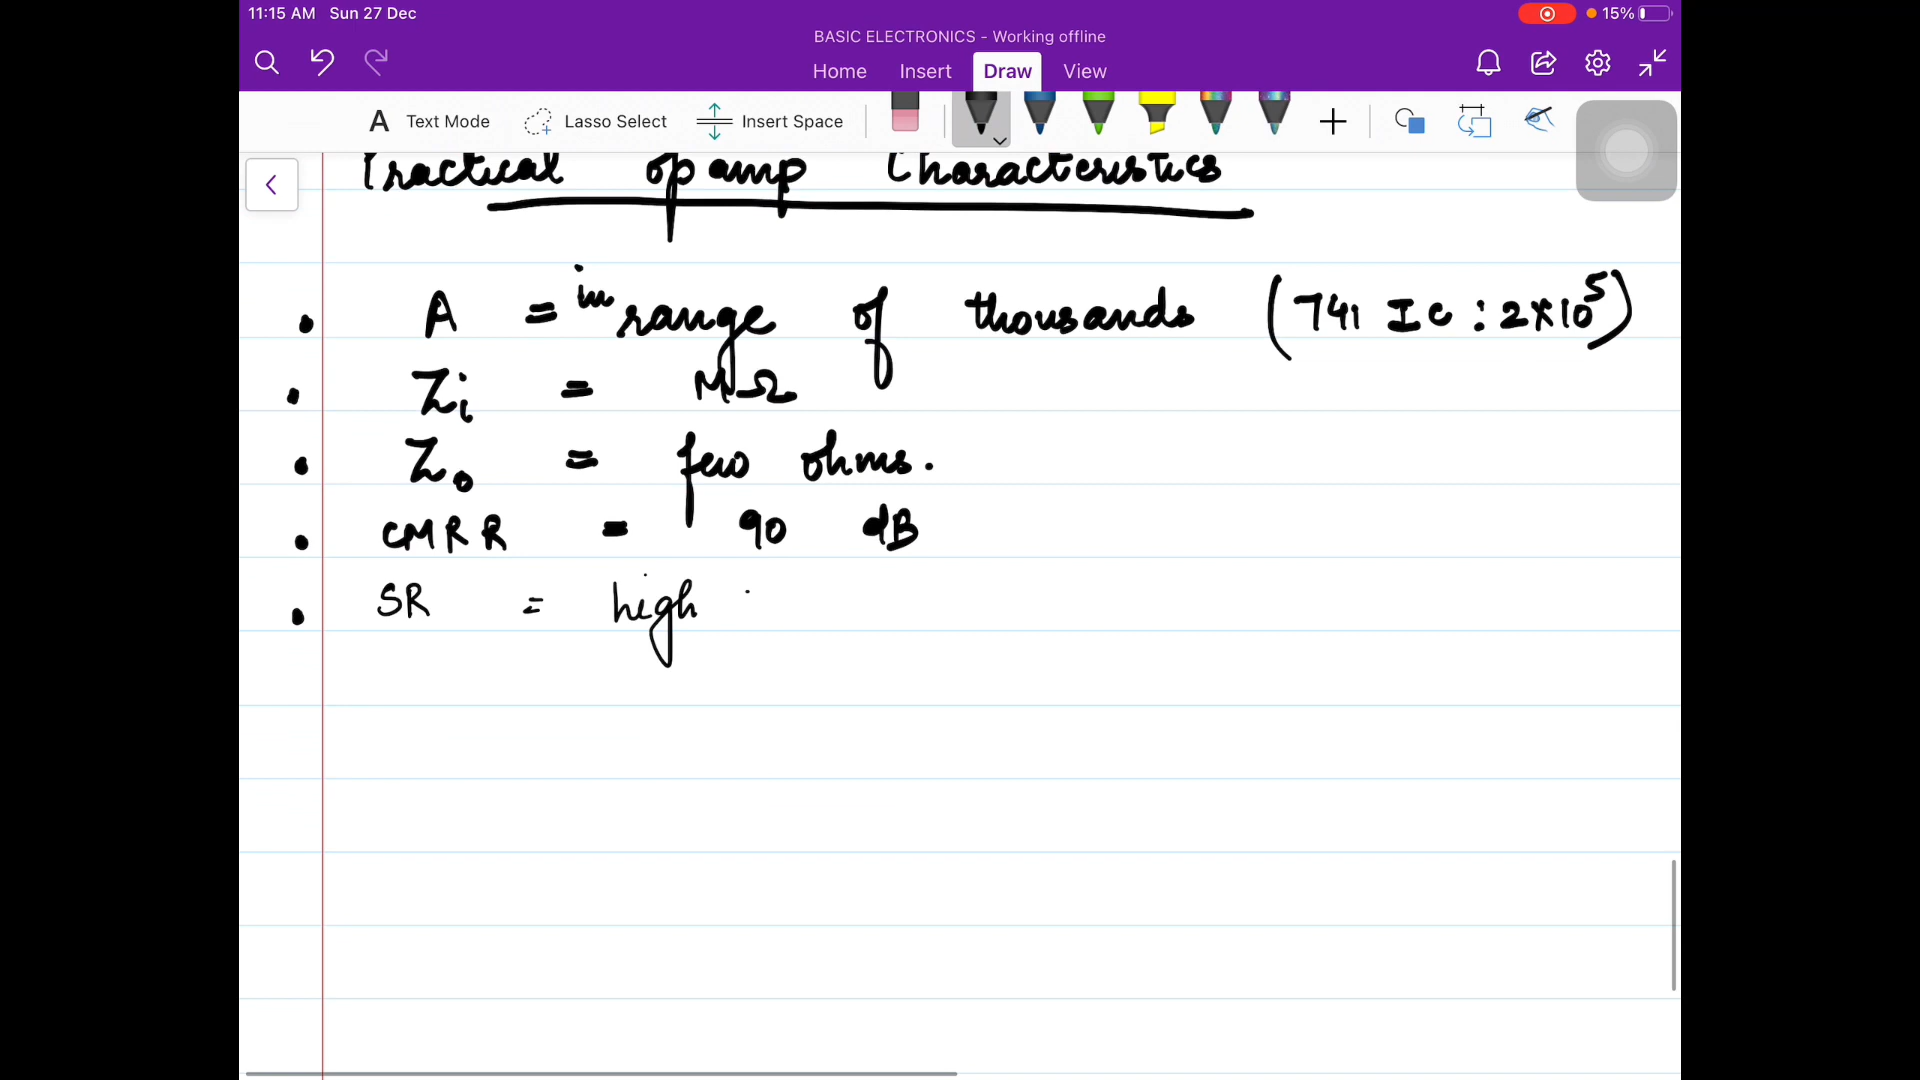 11:15 AM Sun 27 Dec 15%
BASIC ELECTRONICS - Working offline
Home Insert Draw View
Text Mode Lasso Select Insert Space
Practical op amp Characteristics
• A = in range of thousands (741 IC : 2×10⁵)
• Zi = MΩ
• Zo = few ohms.
• CMRR = 90 dB
• SR = high